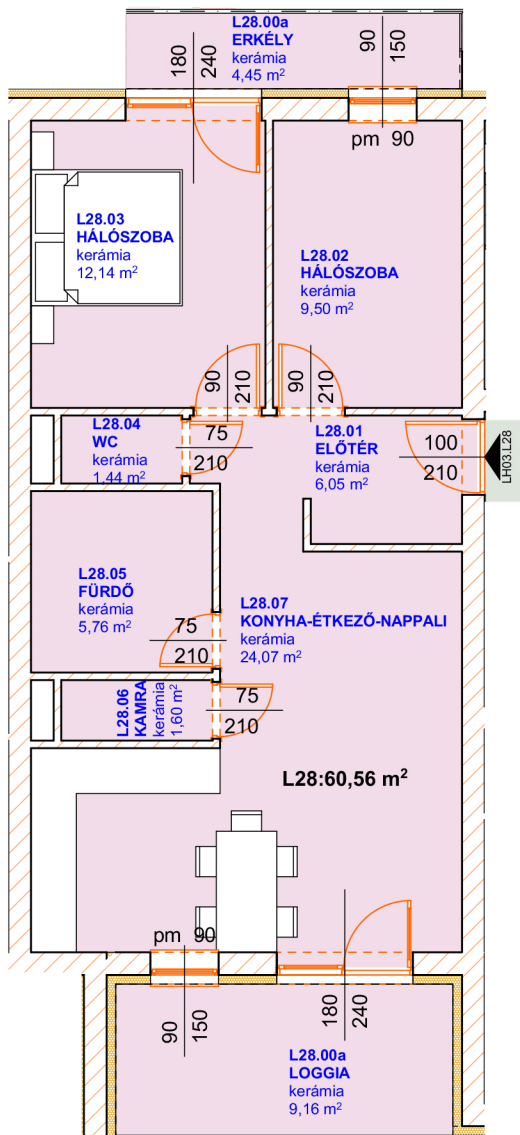 L28.00a
ERKÉLY
kerámia
4,45 m²
180
240
90
150
pm 90
L28.03
HÁLÓSZOBA
kerámia
12,14 m²
L28.02
HÁLÓSZOBA
kerámia
9,50 m²
90
210
90
210
L28.04
WC
kerámia
1,44 m²
75
210
L28.01
ELŐTÉR
kerámia
6,05 m²
100
210
LH03.L28
L28.05
FÜRDŐ
kerámia
5,76 m²
75
210
L28.07
KONYHA-ÉTKEZŐ-NAPPALI
kerámia
24,07 m²
L28.06
KAMRA
kerámia
1,60 m²
75
210
L28:60,56 m²
pm 90
90
150
180
240
L28.00a
LOGGIA
kerámia
9,16 m²